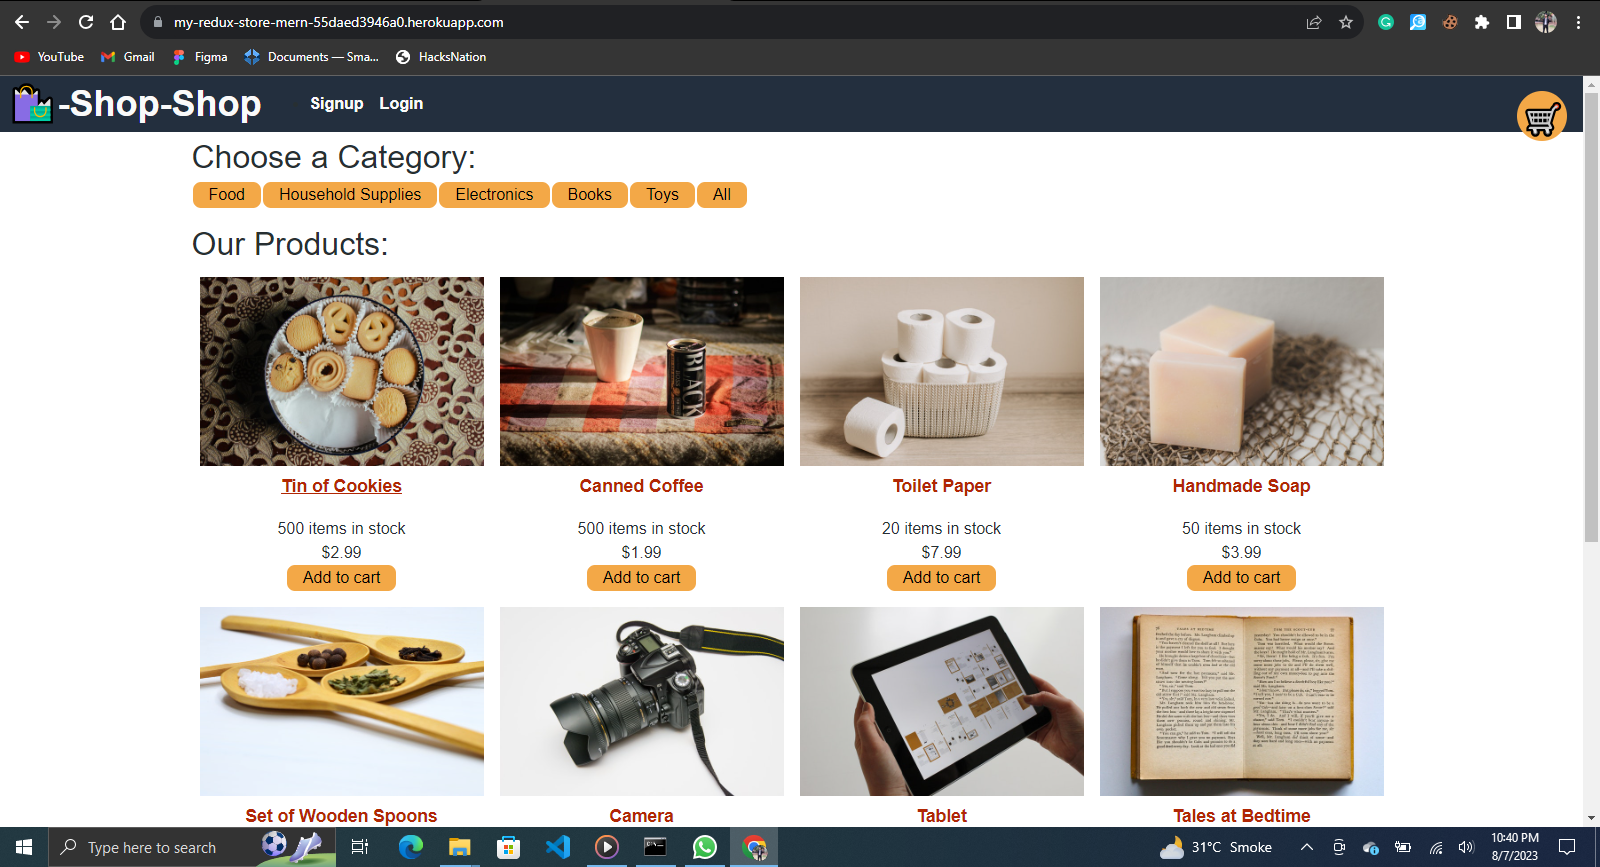 my-redux-store-mern-55daed3946a0.herokuapp.com
YouTube Gmail Figma Documents — Sma... HacksNation
-Shop-Shop Signup Login
Choose a Category:
Food Household Supplies Electronics Books Toys All
Our Products:
BLACK
Tin of Cookies Canned Coffee Toilet Paper Handmade Soap
500 items in stock 500 items in stock 20 items in stock 50 items in stock
$2.99 $1.99 $7.99 $3.99
Add to cart Add to cart Add to cart Add to cart
Set of Wooden Spoons Camera Tablet Tales at Bedtime
Type here to search 31°C Smoke 10:40 PM
8/7/2023